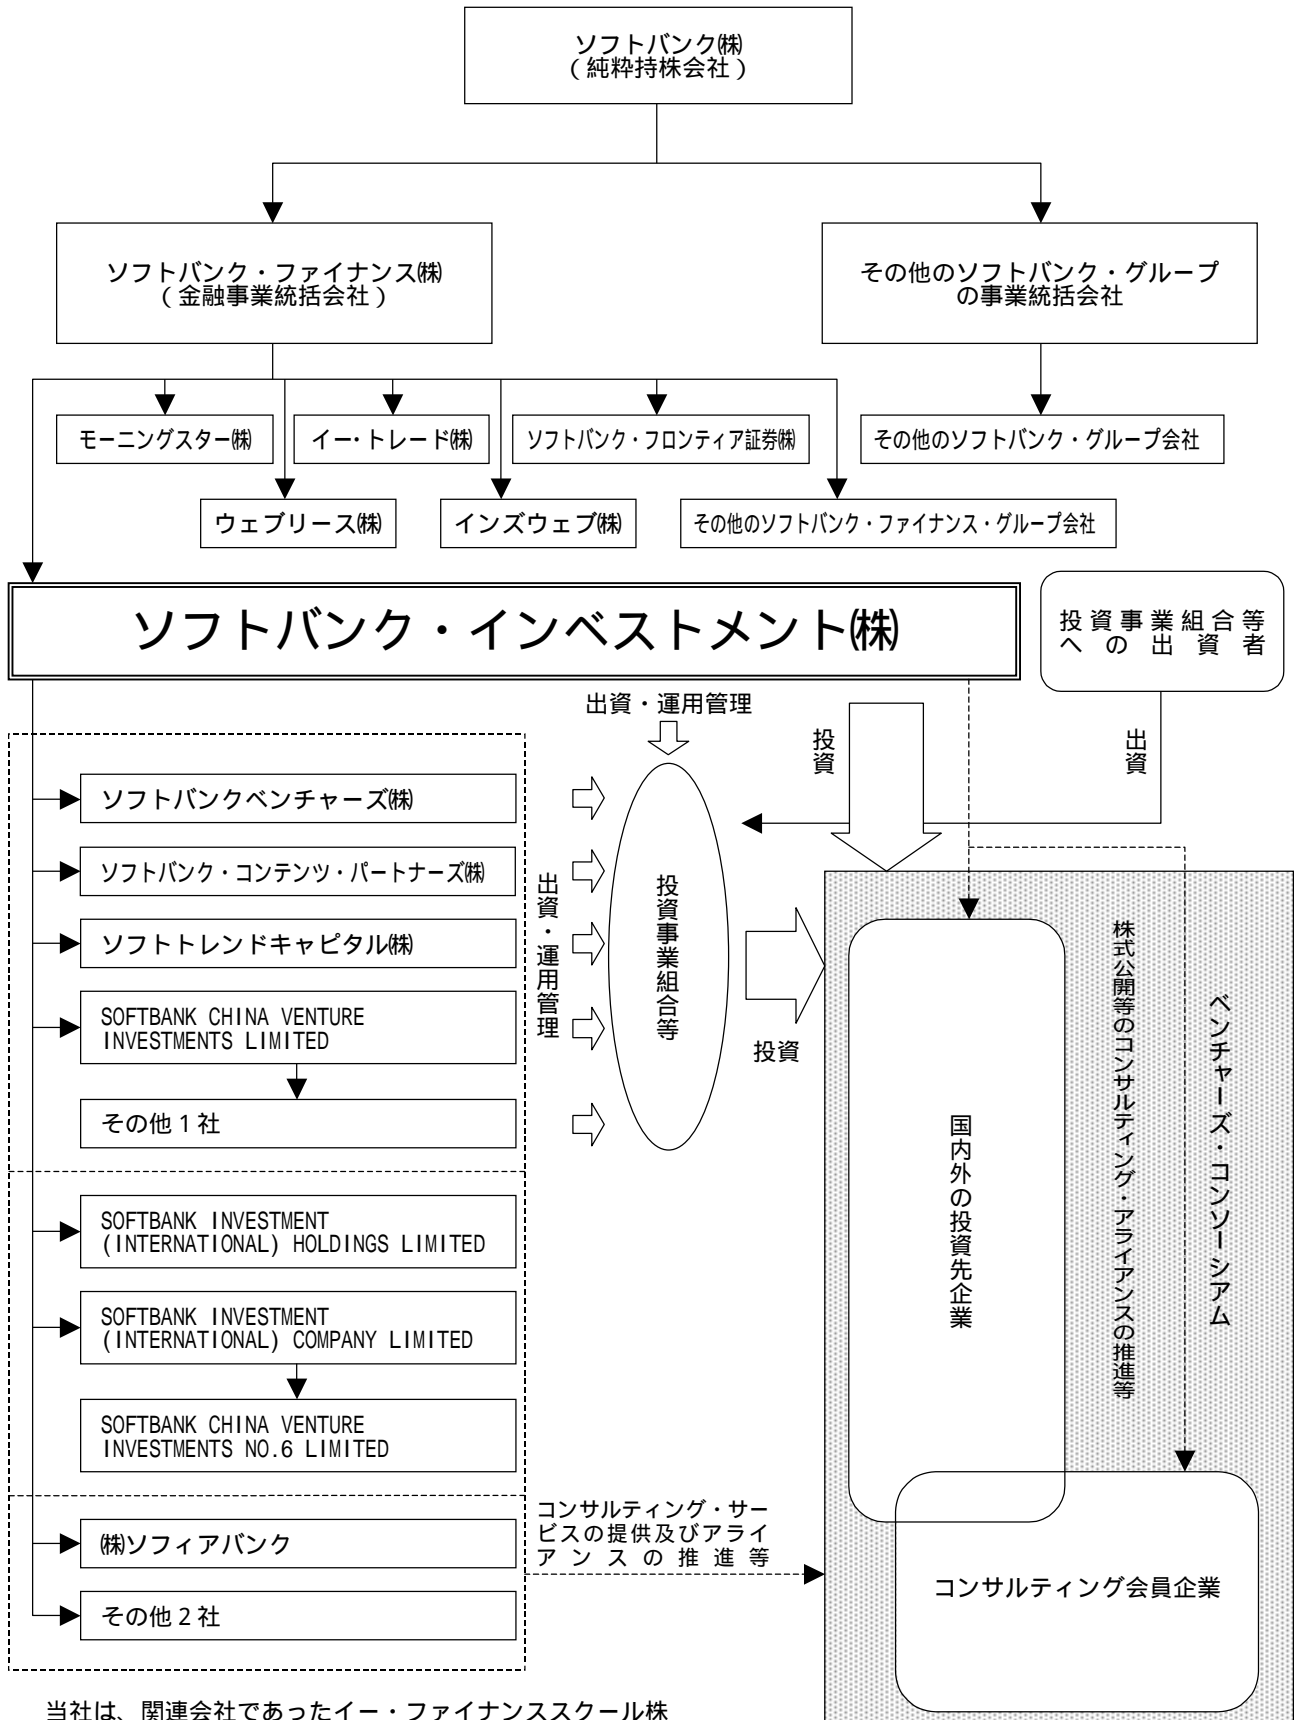 ソフトバンク㈱
(純粋持株会社)
ソフトバンク・ファイナンス㈱
(金融事業統括会社)
その他のソフトバンク・グループ
の事業統括会社
モーニングスター㈱
イー・トレード㈱
ソフトバンク・フロンティア証券㈱
その他のソフトバンク・グループ会社
ウェブリース㈱
インズウェブ㈱
その他のソフトバンク・ファイナンス・グループ会社
ソフトバンク・インベストメント㈱
投資事業組合等
への出資者
出資・運用管理
投資
出資
ソフトバンクベンチャーズ㈱
ソフトバンク・コンテンツ・パートナーズ㈱
ソフトトレンドキャピタル㈱
SOFTBANK CHINA VENTURE
INVESTMENTS LIMITED
その他1社
出資・運用管理
投資事業組合等
投資
SOFTBANK INVESTMENT
(INTERNATIONAL) HOLDINGS LIMITED
SOFTBANK INVESTMENT
(INTERNATIONAL) COMPANY LIMITED
SOFTBANK CHINA VENTURE
INVESTMENTS NO.6 LIMITED
㈱ソフィアバンク
その他2社
コンサルティング・サー
ビスの提供及びアライ
アンスの推進等
国内外の投資先企業
株式公開等のコンサルティング・アライアンスの推進等
ベンチャーズ・コンソーシアム
コンサルティング会員企業
当社は、関連会社であったイー・ファイナンススクール株